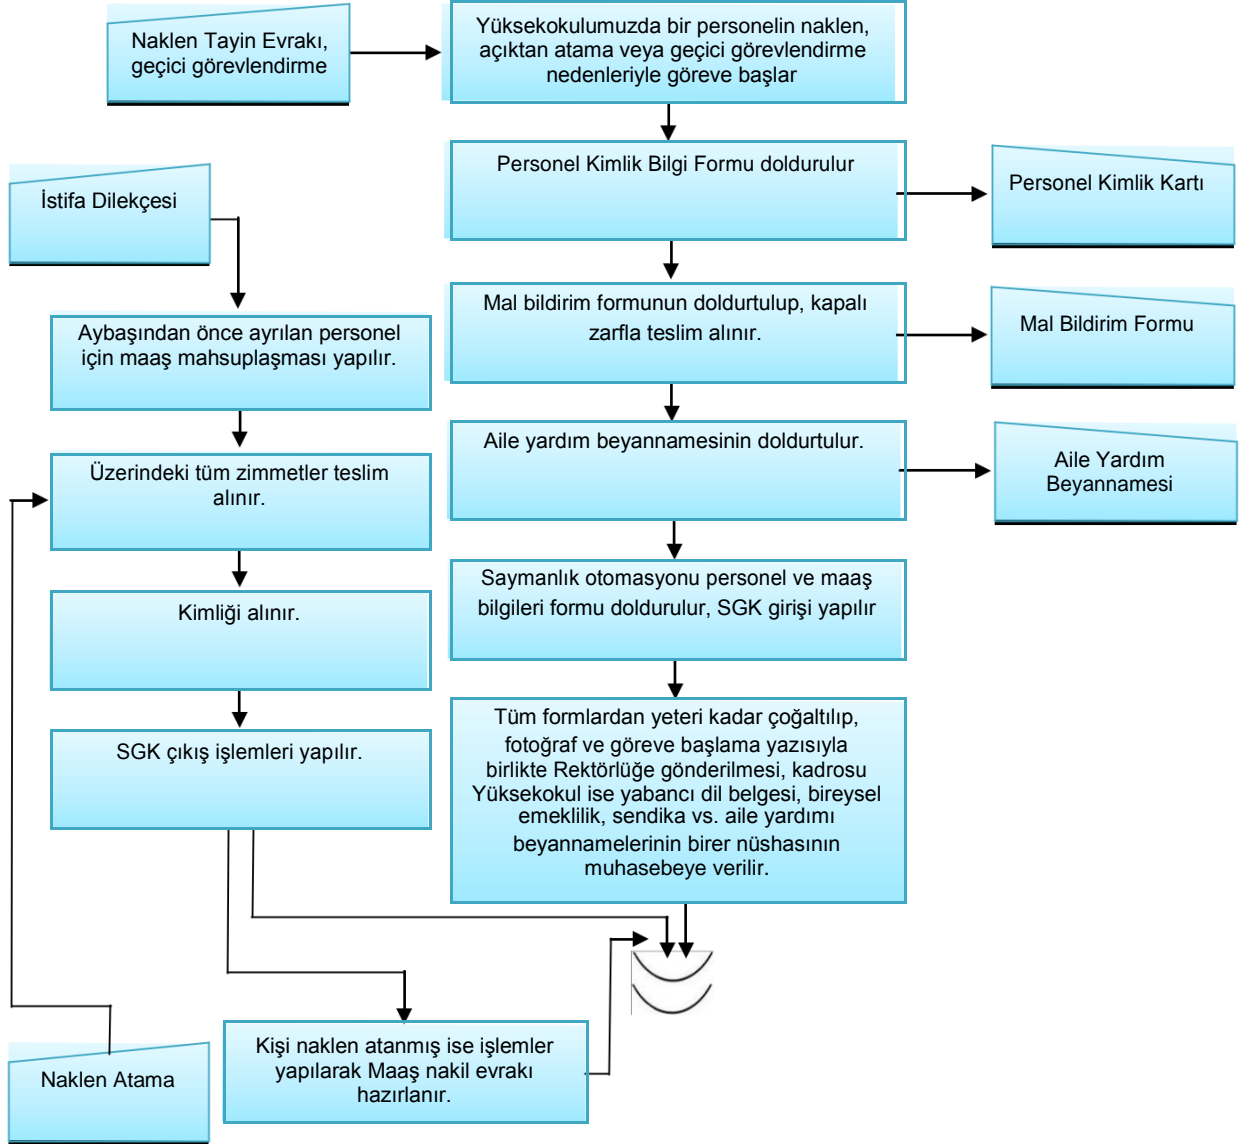 Naklen Tayin Evrakı,
geçici görevlendirme
Yüksekokulumuzda bir personelin naklen,
açıktan atama veya geçici görevlendirme
nedenleriyle göreve başlar
Personel Kimlik Bilgi Formu doldurulur
Personel Kimlik Kartı
İstifa Dilekçesi
Mal bildirim formunun doldurtulup, kapalı
zarfla teslim alınır.
Mal Bildirim Formu
Aybaşından önce ayrılan personel
için maaş mahsuplaşması yapılır.
Aile yardım beyannamesinin doldurtulur.
Aile Yardım
Beyannamesi
Üzerindeki tüm zimmetler teslim
alınır.
Saymanlık otomasyonu personel ve maaş
bilgileri formu doldurulur, SGK girişi yapılır
Kimliği alınır.
Tüm formlardan yeteri kadar çoğaltılıp,
fotoğraf ve göreve başlama yazısıyla
birlikte Rektörlüğe gönderilmesi, kadrosu
Yüksekokul ise yabancı dil belgesi, bireysel
emeklilik, sendika vs. aile yardımı
beyannamelerinin birer nüshasının
muhasebeye verilir.
SGK çıkış işlemleri yapılır.
Kişi naklen atanmış ise işlemler
yapılarak Maaş nakil evrakı
hazırlanır.
Naklen Atama